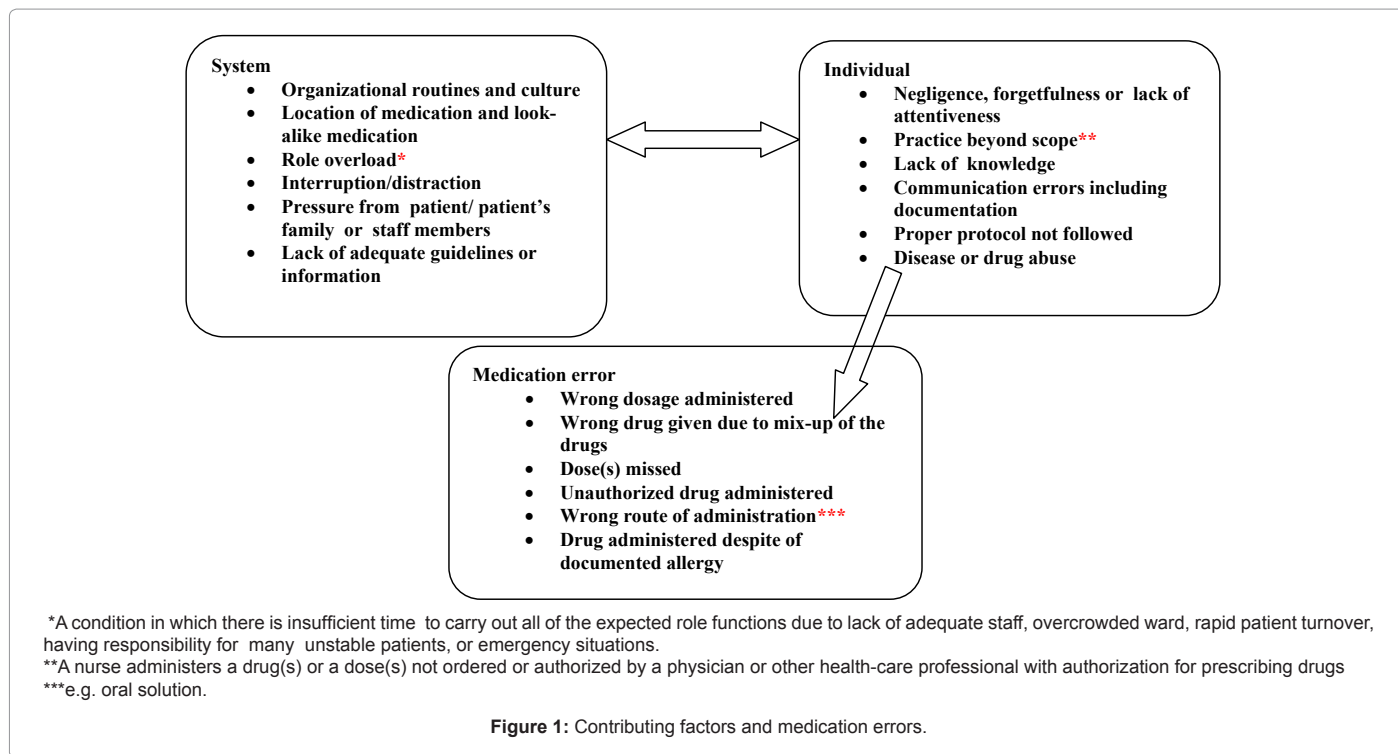 System
• Organizational routines and culture
• Location of medication and look-
alike medication
• Role overload*
• Interruption/distraction
• Pressure from patient/ patient's
family or staff members
• Lack of adequate guidelines or
information
Individual
• Negligence, forgetfulness or lack of
attentiveness
• Practice beyond scope**
• Lack of knowledge
• Communication errors including
documentation
• Proper protocol not followed
• Disease or drug abuse
Medication error
• Wrong dosage administered
• Wrong drug given due to mix-up of the
drugs
• Dose(s) missed
• Unauthorized drug administered
• Wrong route of administration***
• Drug administered despite of
documented allergy
*A condition in which there is insufficient time to carry out all of the expected role functions due to lack of adequate staff, overcrowded ward, rapid patient turnover,
having responsibility for many unstable patients, or emergency situations.
**A nurse administers a drug(s) or a dose(s) not ordered or authorized by a physician or other health-care professional with authorization for prescribing drugs
***e.g. oral solution.
Figure 1: Contributing factors and medication errors.